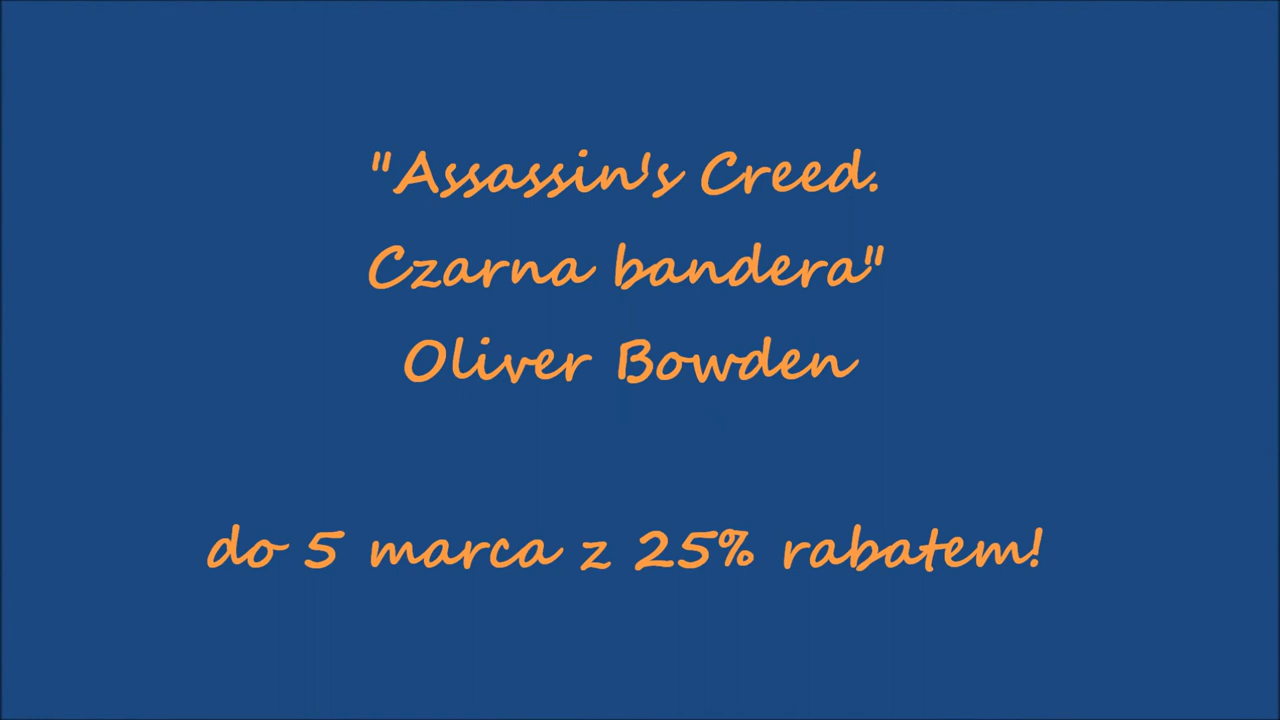 "Assassin's Creed.
Czarna bandera"
Oliver Bowden
do 5 marca z 25% rabatem!